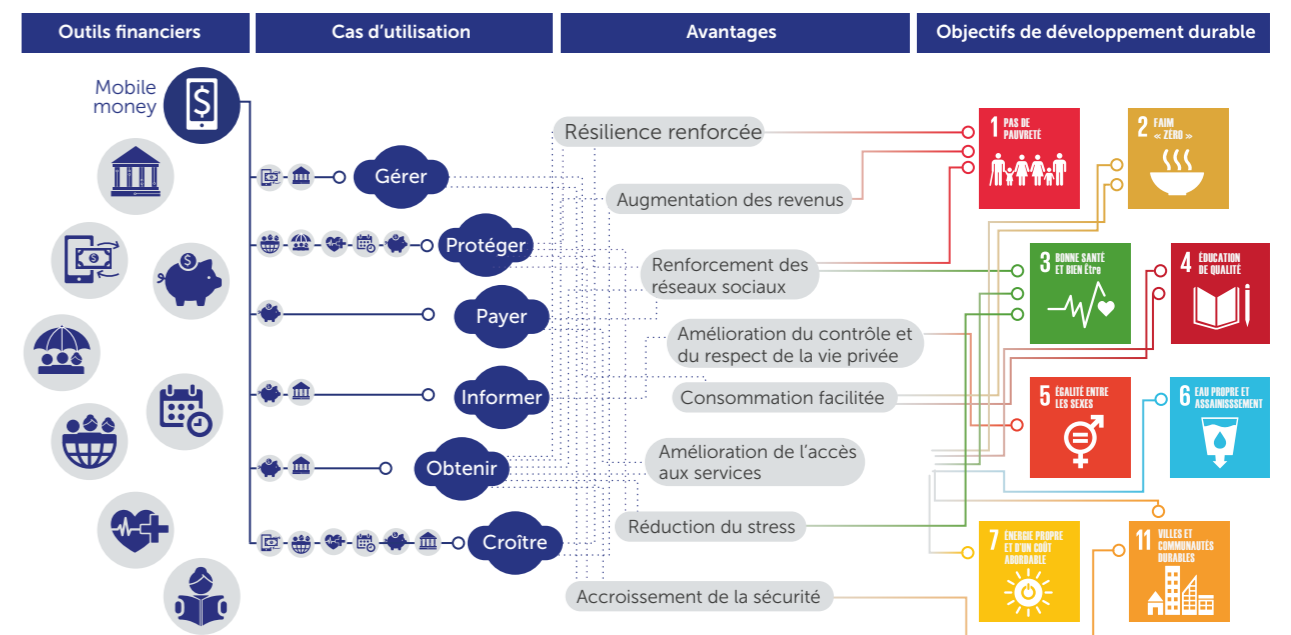 Outils financiers
Cas d'utilisation
Avantages
Objectifs de développement durable
Mobile
money
$
$
$
Gérer
Protéger
Payer
Informer
Obtenir
Croître
Résilience renforcée
Augmentation des revenus
Renforcement des
réseaux sociaux
Amélioration du contrôle et
du respect de la vie privée
Consommation facilitée
Amélioration de l'accès
aux services
Réduction du stress
Accroissement de la sécurité
1 PAS DE
PAUVRETÉ
2 FAIM
« ZÉRO »
3 BONNE SANTÉ
ET BIEN Être
4 ÉDUCATION
DE QUALITÉ
5 ÉGALITÉ ENTRE
LES SEXES
6 EAU PROPRE ET
ASSAINISSSEMENT
7 ÉNERGIE PROPRE
ET D'UN COÛT
ABORDABLE
11 VILLES ET
COMMUNAUTÉS
DURABLES